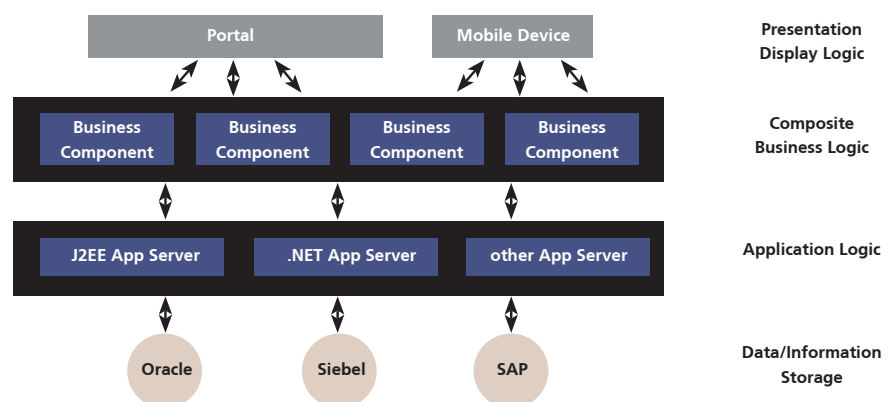 Portal
Mobile Device
Presentation
Display Logic
Business
Component
Business
Component
Business
Component
Business
Component
Composite
Business Logic
J2EE App Server
.NET App Server
other App Server
Application Logic
Oracle
Siebel
SAP
Data/Information
Storage